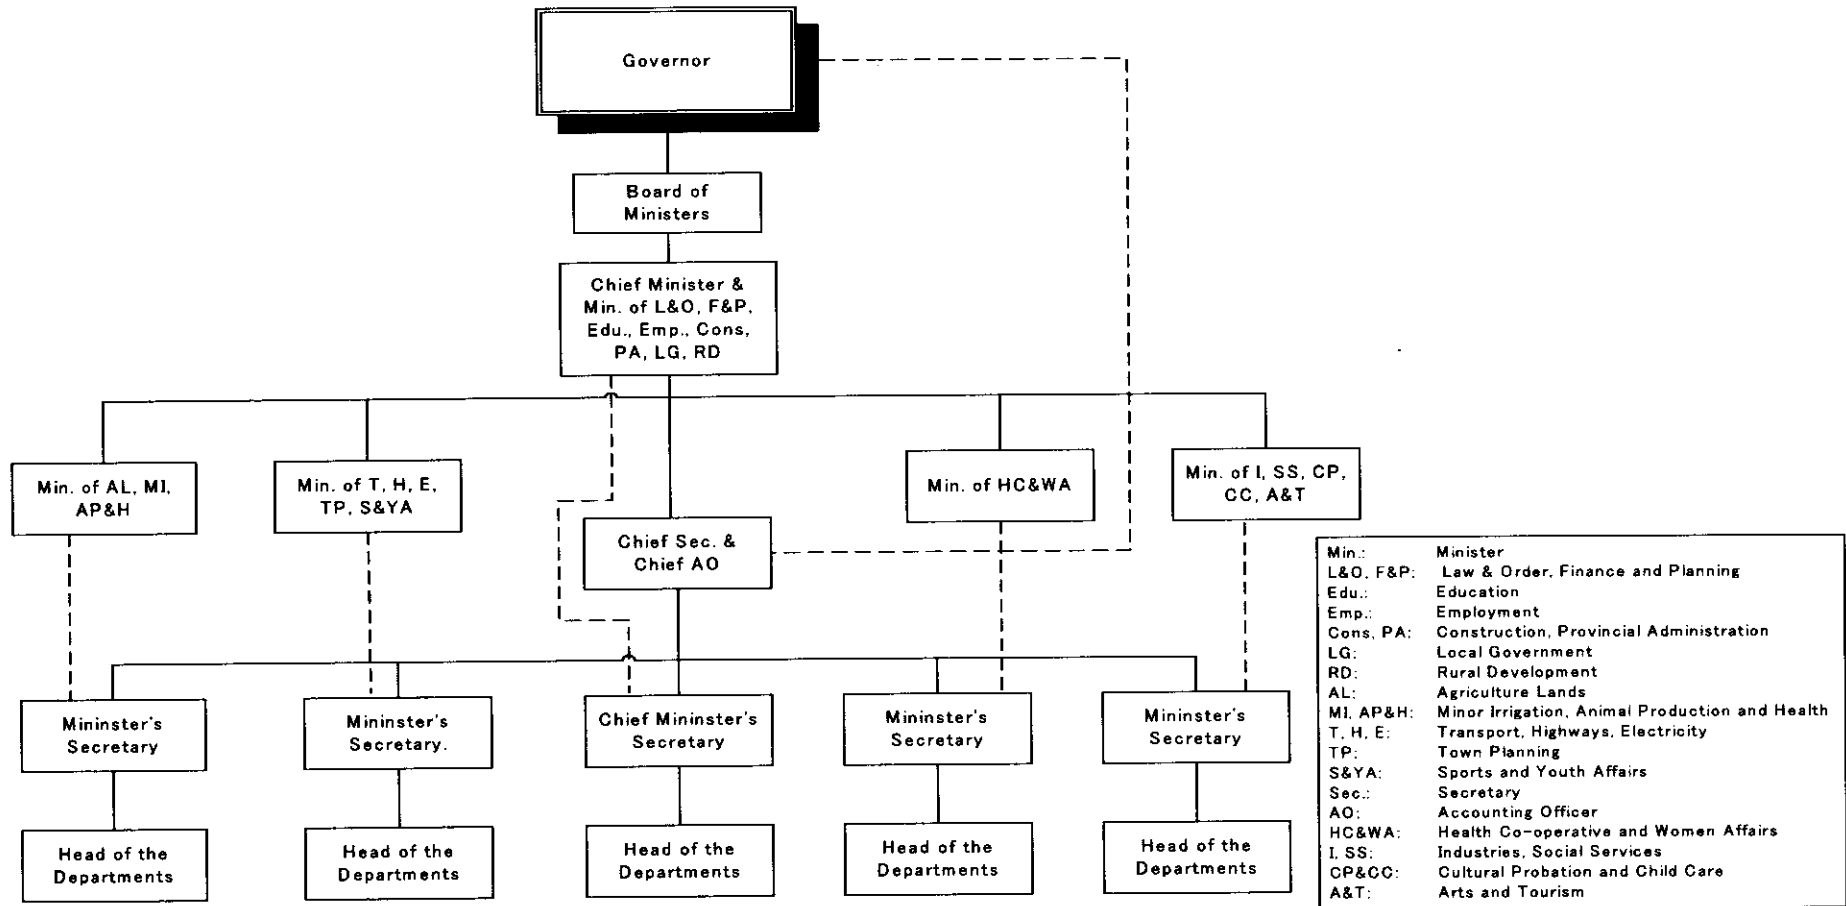 Governor
Board of
Ministers
Chief Minister &
Min. of L&O, F&P,
Edu., Emp., Cons,
PA, LG, RD
Min. of AL, MI,
AP&H
Min. of T, H, E,
TP, S&YA
Min. of HC&WA
Min. of I, SS, CP,
CC, A&T
Chief Sec. &
Chief AO
Mininster's
Secretary
Mininster's
Secretary.
Chief Mininster's
Secretary
Mininster's
Secretary
Mininster's
Secretary
Head of the
Departments
Head of the
Departments
Head of the
Departments
Head of the
Departments
Head of the
Departments
Min.: Minister
L&O, F&P: Law & Order, Finance and Planning
Edu.: Education
Emp.: Employment
Cons, PA: Construction, Provincial Administration
LG: Local Government
RD: Rural Development
AL: Agriculture Lands
MI, AP&H: Minor Irrigation, Animal Production and Health
T, H, E: Transport, Highways, Electricity
TP: Town Planning
S&YA: Sports and Youth Affairs
Sec.: Secretary
AO: Accounting Officer
HC&WA: Health Co-operative and Women Affairs
I, SS: Industries, Social Services
CP&CC: Cultural Probation and Child Care
A&T: Arts and Tourism